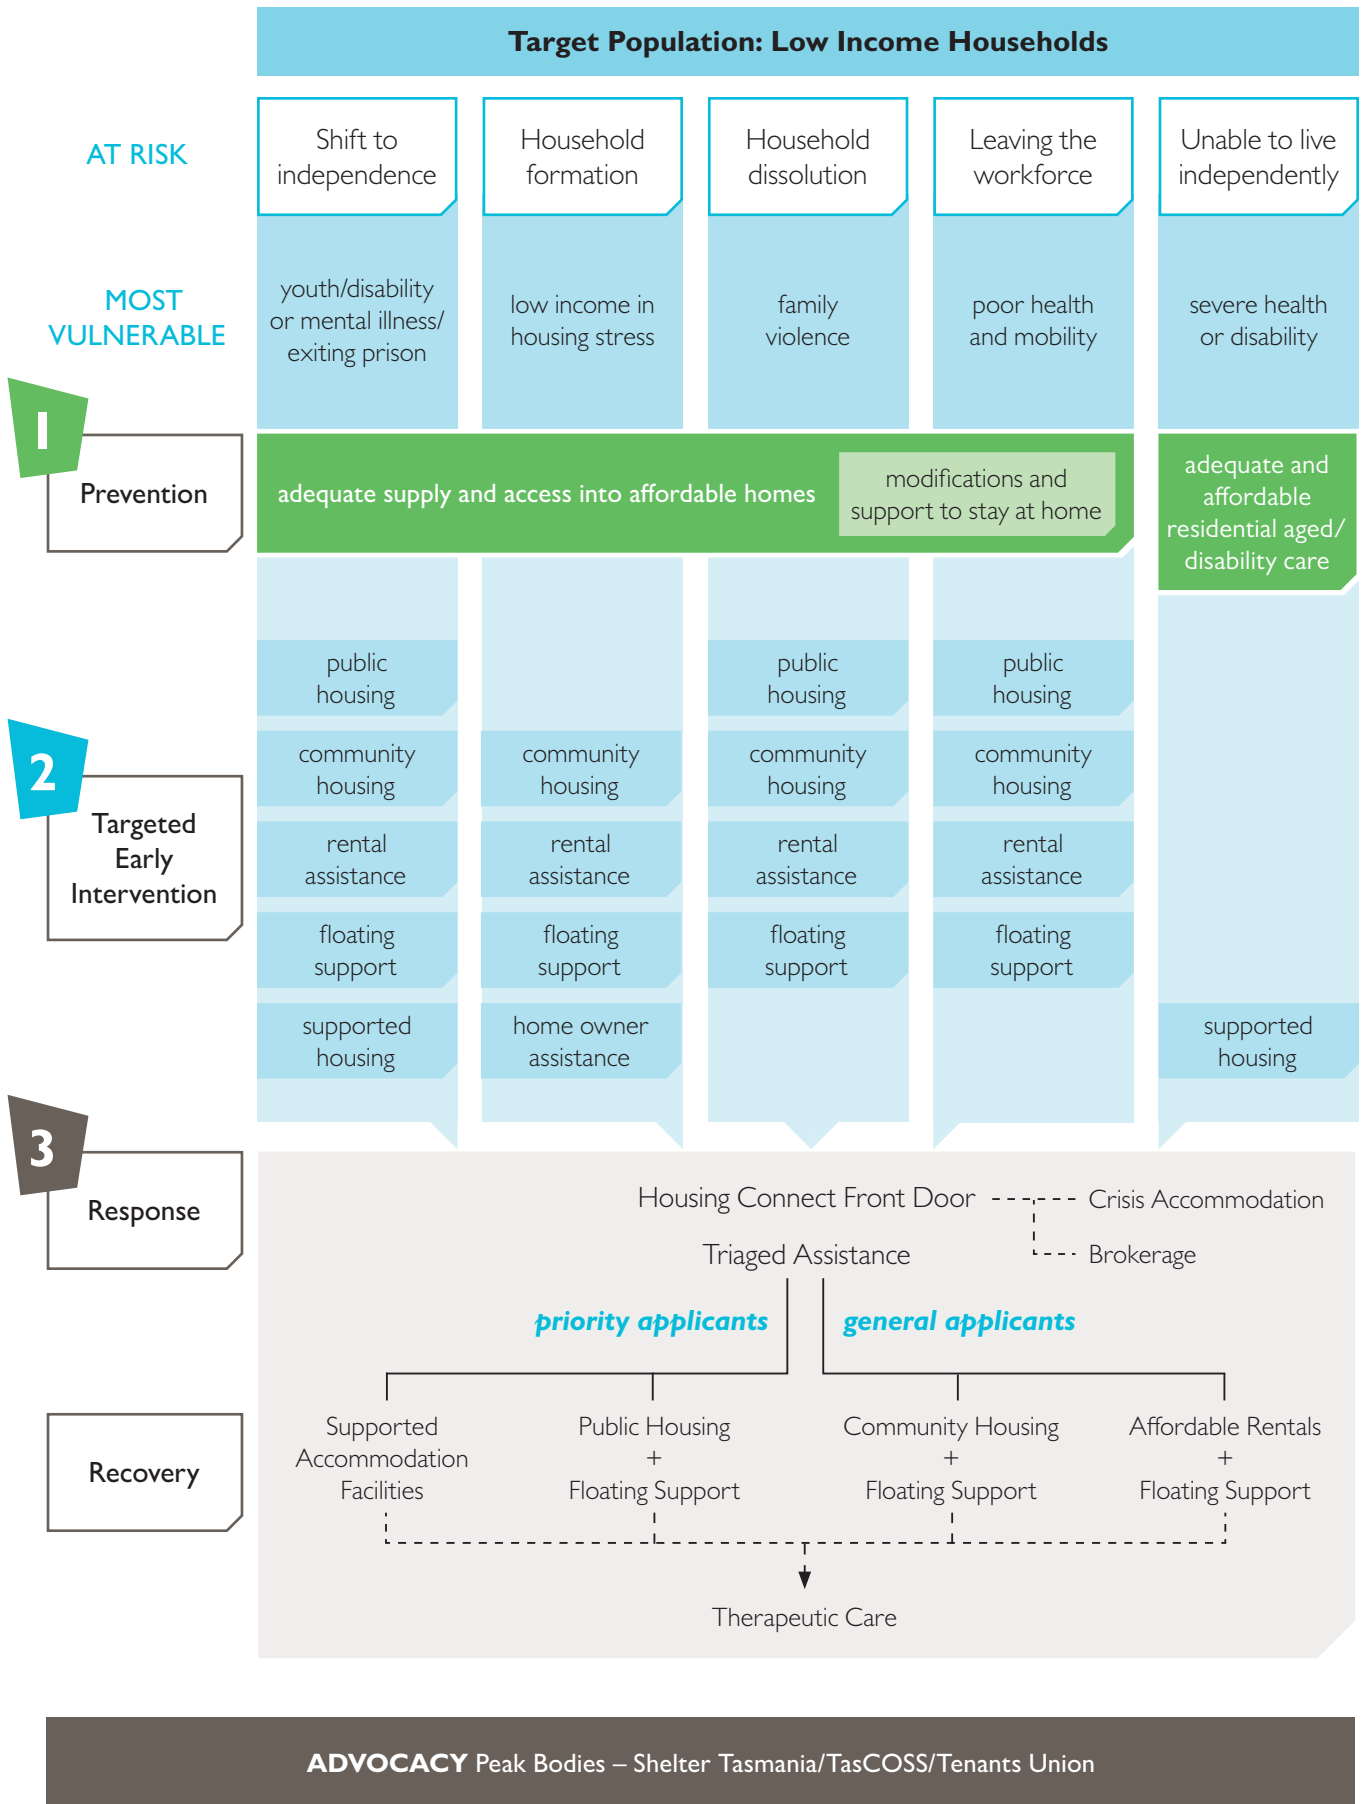 Target Population: Low Income Households
AT RISK
Shift to
independence
Household
formation
Household
dissolution
Leaving the
workforce
Unable to live
independently
MOST
VULNERABLE
youth/disability
or mental illness/
exiting prison
low income in
housing stress
family
violence
poor health
and mobility
severe health
or disability
1
Prevention
adequate supply and access into affordable homes
modifications and
support to stay at home
adequate and
affordable
residential aged/
disability care
public
housing
public
housing
public
housing
2
Targeted
Early
Intervention
community
housing
community
housing
community
housing
community
housing
rental
assistance
rental
assistance
rental
assistance
rental
assistance
floating
support
floating
support
floating
support
floating
support
supported
housing
home owner
assistance
supported
housing
3
Response
Housing Connect Front Door
Crisis Accommodation
Triaged Assistance
Brokerage
priority applicants
general applicants
Recovery
Supported
Accommodation
Facilities
Public Housing
+
Floating Support
Community Housing
+
Floating Support
Affordable Rentals
+
Floating Support
Therapeutic Care
ADVOCACY Peak Bodies – Shelter Tasmania/TasCOSS/Tenants Union